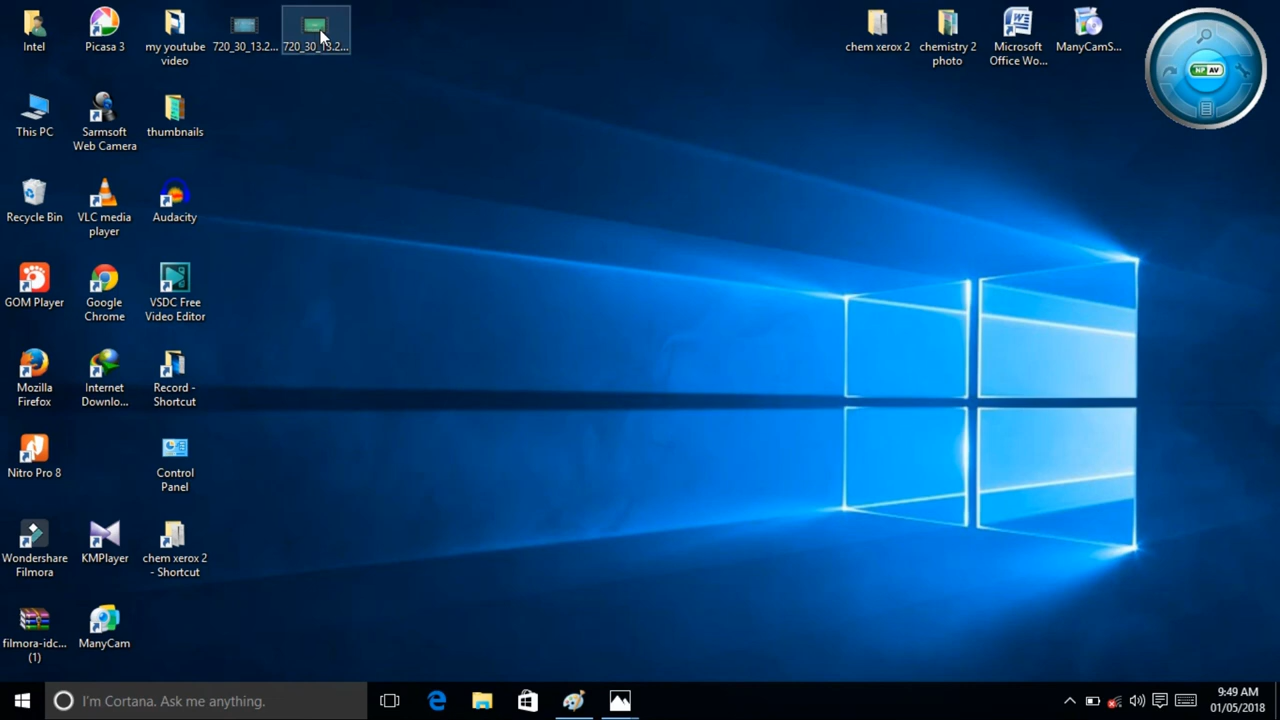 Intel
Picasa 3
my youtube
video
720_30_13.2...
720_30_13.2...
chem xerox 2
chemistry 2
photo
Microsoft
Office Wo...
ManyCamS...
NP AV
This PC
Sarmsoft
Web Camera
thumbnails
Recycle Bin
VLC media
player
Audacity
GOM Player
Google
Chrome
VSDC Free
Video Editor
Mozilla
Firefox
Internet
Downlo...
Record -
Shortcut
Nitro Pro 8
Control
Panel
Wondershare
Filmora
KMPlayer
chem xerox 2
- Shortcut
filmora-idc...
(1)
ManyCam
I'm Cortana. Ask me anything.
9:49 AM
01/05/2018